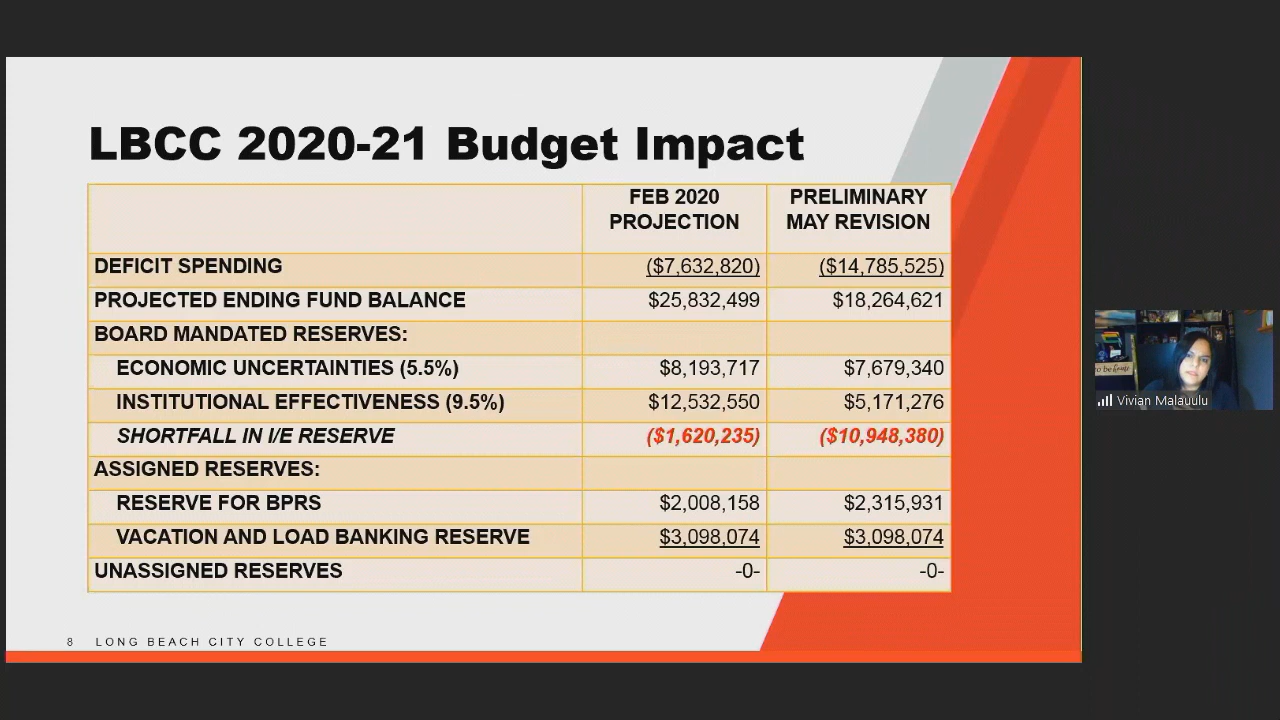 LBCC 2020-21 Budget Impact
FEB 2020 PROJECTION PRELIMINARY MAY REVISION
DEFICIT SPENDING ($7,632,820) ($14,785,525)
PROJECTED ENDING FUND BALANCE $25,832,499 $18,264,621
BOARD MANDATED RESERVES:
ECONOMIC UNCERTAINTIES (5.5%) $8,193,717 $7,679,340
INSTITUTIONAL EFFECTIVENESS (9.5%) $12,532,550 $5,171,276
SHORTFALL IN I/E RESERVE ($1,620,235) ($10,948,380)
ASSIGNED RESERVES:
RESERVE FOR BPRS $2,008,158 $2,315,931
VACATION AND LOAD BANKING RESERVE $3,098,074 $3,098,074
UNASSIGNED RESERVES -0- -0-
8 LONG BEACH CITY COLLEGE
Vivian Malauulu